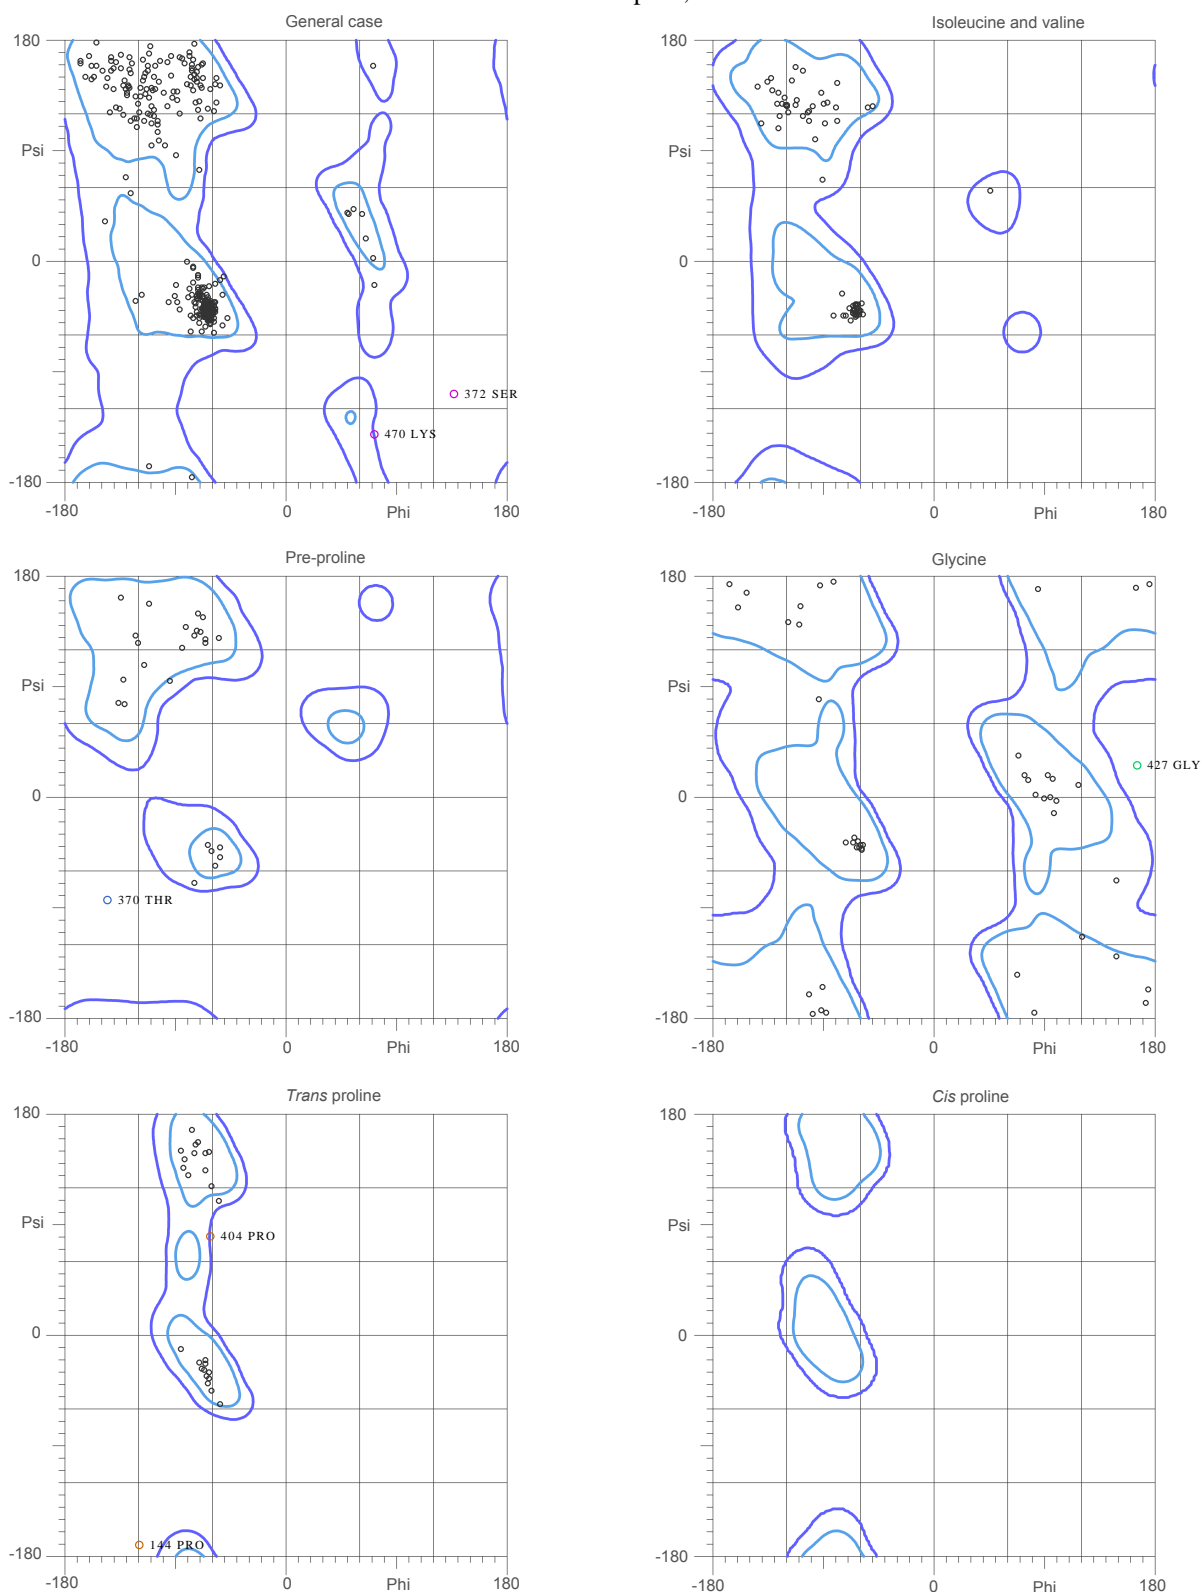 General case
Isoleucine and valine
180
180
Psi
Psi
0
0
372 SER
470 LYS
-180
-180
-180
0
Phi
180
-180
0
Phi
180
Pre-proline
Glycine
180
180
Psi
Psi
427 GLY
0
0
370 THR
-180
-180
-180
0
Phi
180
-180
0
Phi
180
Trans proline
Cis proline
180
180
Psi
Psi
404 PRO
0
0
144 PRO
-180
-180
-180
0
Phi
180
-180
0
Phi
180